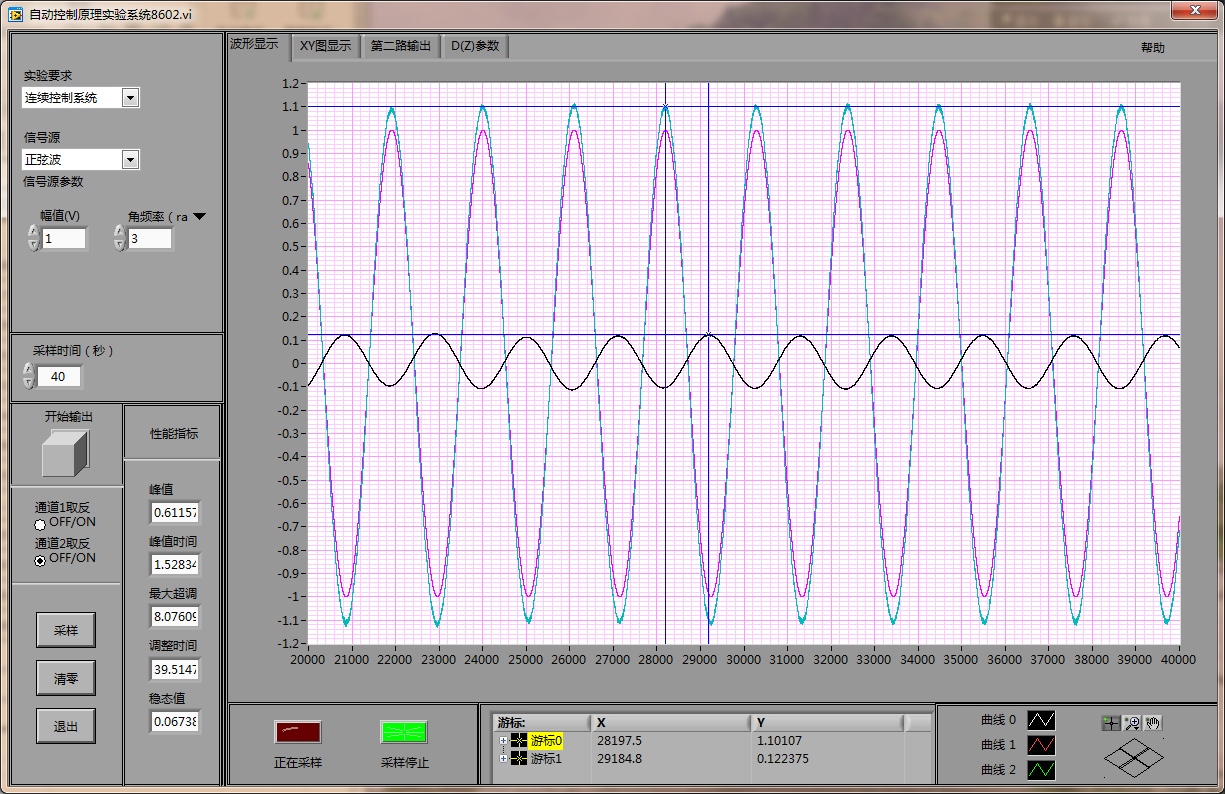 自动控制原理实验系统8602.vi
波形显示 XY图显示 第二路输出 D(Z)参数 帮助
实验要求
连续控制系统
信号源
正弦波
信号源参数
幅值(V) 角频率（ra
1 3
采样时间（秒）
40
开始输出
性能指标
通道1取反
OFF/ON
通道2取反
OFF/ON
采样
清零
退出
峰值
0.61157
峰值时间
1.52834
最大超调
8.07609
调整时间
39.5147
稳态值
0.06738
1.2
1.1
1
0.9
0.8
0.7
0.6
0.5
0.4
0.3
0.2
0.1
0
-0.1
-0.2
-0.3
-0.4
-0.5
-0.6
-0.7
-0.8
-0.9
-1
-1.1
-1.2
20000 21000 22000 23000 24000 25000 26000 27000 28000 29000 30000 31000 32000 33000 34000 35000 36000 37000 38000 39000 40000
正在采样 采样停止
游标: X Y
游标0 28197.5 1.10107
游标1 29184.8 0.122375
曲线 0
曲线 1
曲线 2